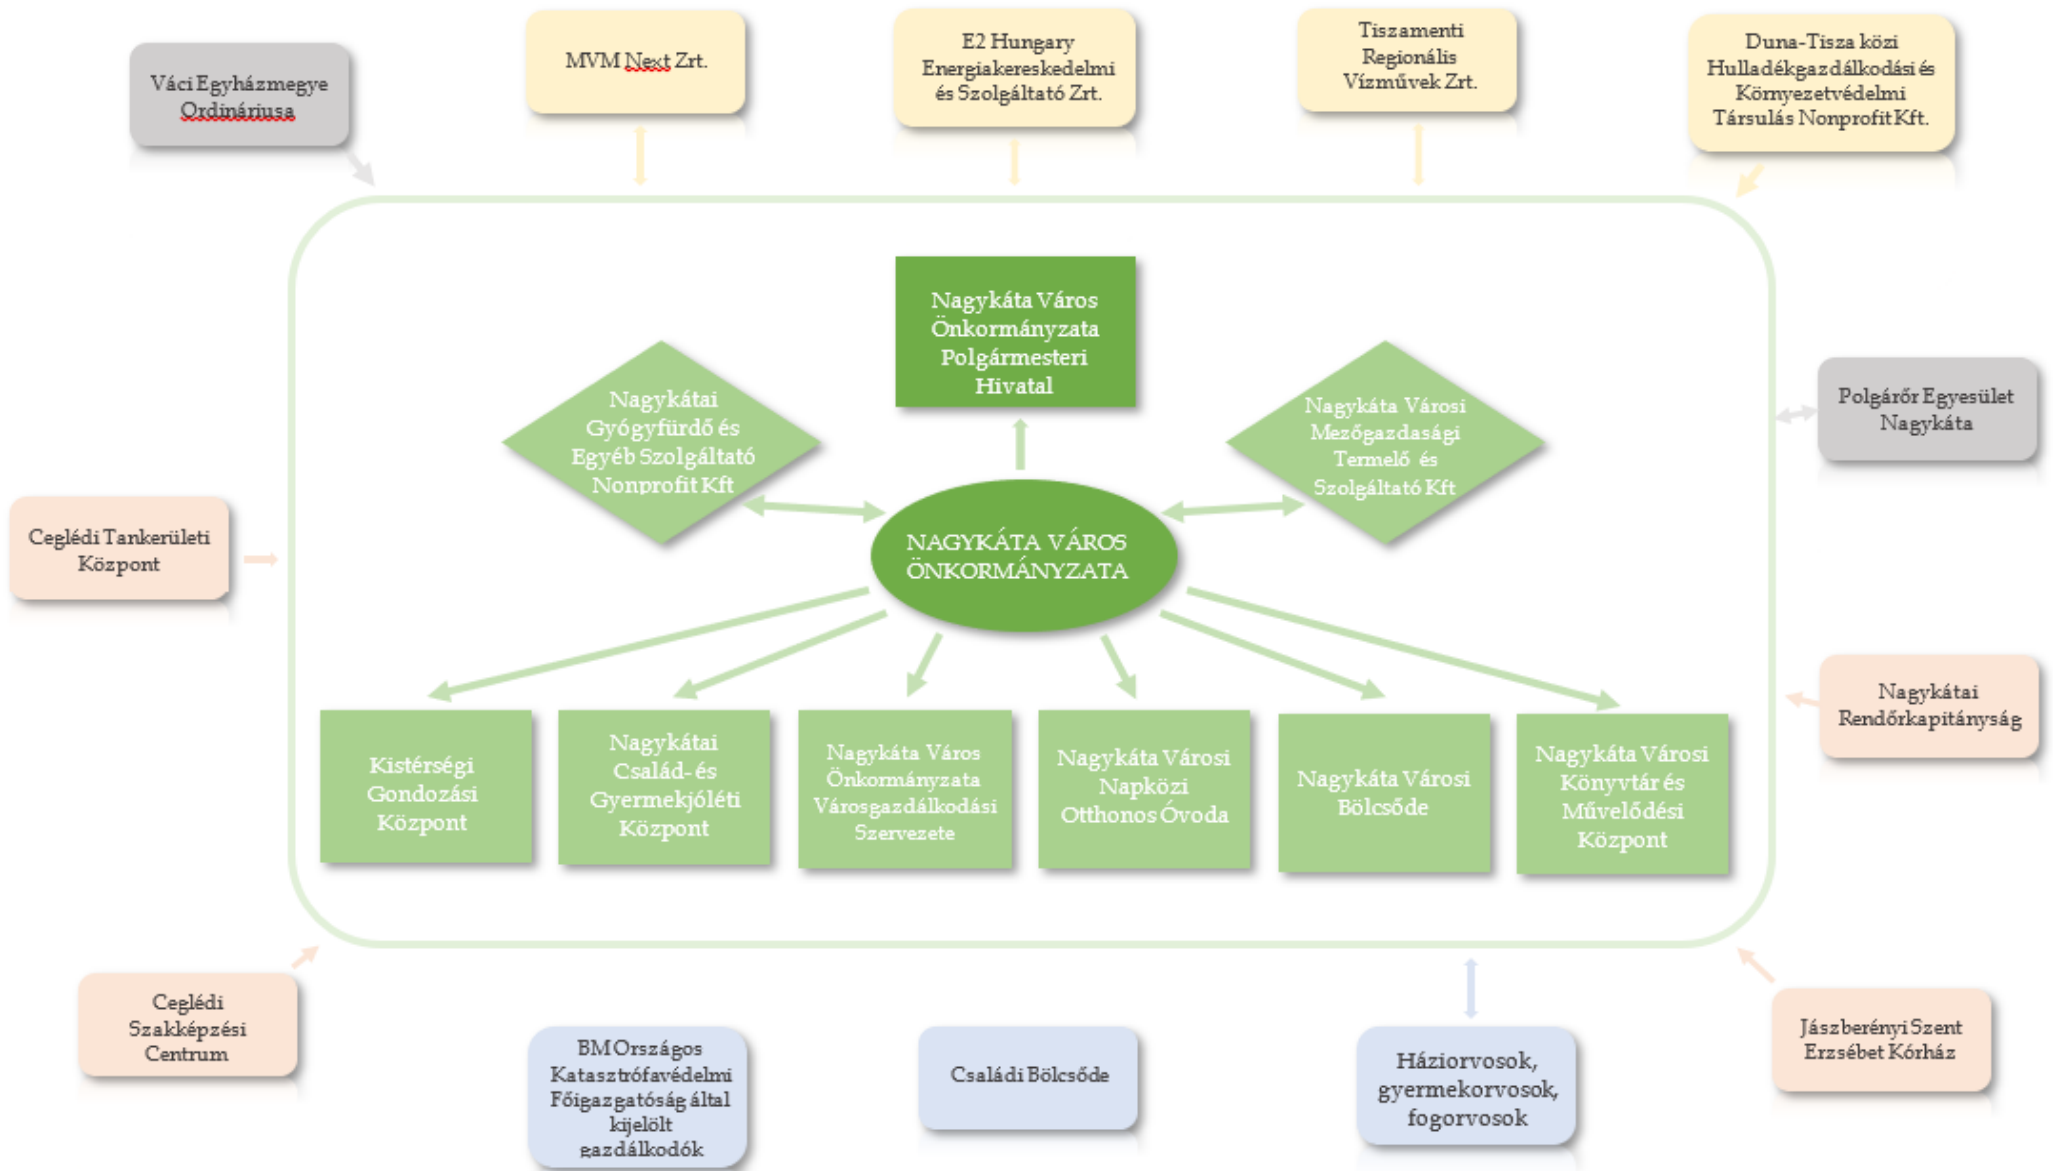 Váci Egyházmegye
Ordináriusa
MVM Next Zrt.
E2 Hungary
Energiakereskedelmi
és Szolgáltató Zrt.
Tiszamenti
Regionális
Vízművek Zrt.
Duna-Tisza közi
Hulladékgazdálkodási és
Környezetvédelmi
Társulás Nonprofit Kft.
Nagykáta Város
Önkormányzata
Polgármesteri
Hivatal
Nagykátai
Gyógyfürdő és
Egyéb Szolgáltató
Nonprofit Kft
Nagykáta Városi
Mezőgazdasági
Termelő és
Szolgáltató Kft
Polgárőr Egyesület
Nagykáta
Ceglédi Tankerületi
Központ
NAGYKÁTA VÁROS
ÖNKORMÁNYZATA
Nagykátai
Rendőrkapitányság
Kistérségi
Gondozási
Központ
Nagykátai
Család- és
Gyermekjóléti
Központ
Nagykáta Város
Önkormányzata
Városgazdálkodási
Szervezete
Nagykáta Városi
Napközi
Otthonos Óvoda
Nagykáta Városi
Bölcsőde
Nagykáta Városi
Könyvtár és
Művelődési
Központ
Ceglédi
Szakképzési
Centrum
BM Országos
Katasztrófavédelmi
Főigazgatóság által
kijelölt
gazdálkodók
Családi Bölcsőde
Háziorvosok,
gyermekorvosok,
fogorvosok
Jászberényi Szent
Erzsébet Kórház